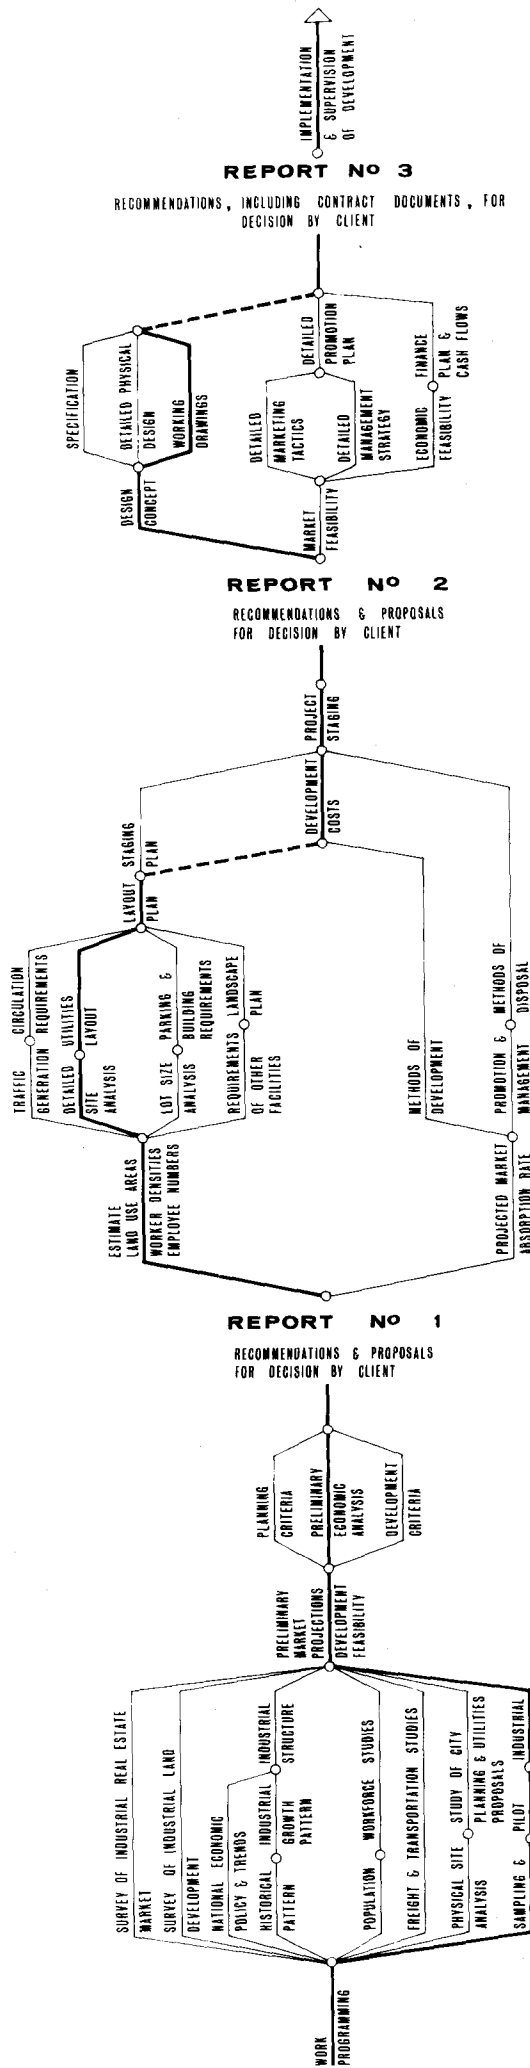 IMPLEMENTATION
& SUPERVISION
OF DEVELOPMENT
REPORT No 3
RECOMMENDATIONS, INCLUDING CONTRACT DOCUMENTS, FOR
DECISION BY CLIENT
SPECIFICATION
DETAILED PHYSICAL
DESIGN
WORKING
DRAWINGS
DESIGN
CONCEPT
DETAILED
PROMOTION
PLAN
DETAILED
MARKETING
TACTICS
DETAILED
MANAGEMENT
STRATEGY
FINANCE
PLAN &
CASH FLOWS
ECONOMIC
FEASIBILITY
MARKET
FEASIBILITY
REPORT No 2
RECOMMENDATIONS & PROPOSALS
FOR DECISION BY CLIENT
PROJECT
STAGING
DEVELOPMENT
COSTS
STAGING
PLAN
LAYOUT
PLAN
CIRCULATION
REQUIREMENTS
TRAFFIC
GENERATION
UTILITIES
LAYOUT
DETAILED
SITE
ANALYSIS
PARKING &
BUILDING
REQUIREMENTS
LOT SIZE
ANALYSIS
LANDSCAPE
PLAN
REQUIREMENTS
OF OTHER
FACILITIES
METHODS OF
DEVELOPMENT
METHODS OF
DISPOSAL
PROMOTION &
MANAGEMENT
ESTIMATE
LAND USE AREAS
WORKER DENSITIES
EMPLOYEE NUMBERS
PROJECTED MARKET
ABSORPTION RATE
REPORT No 1
RECOMMENDATIONS & PROPOSALS
FOR DECISION BY CLIENT
PLANNING
CRITERIA
PRELIMINARY
ECONOMIC
ANALYSIS
DEVELOPMENT
CRITERIA
PRELIMINARY
MARKET
PROJECTIONS
DEVELOPMENT
FEASIBILITY
SURVEY OF INDUSTRIAL REAL ESTATE
MARKET
SURVEY OF INDUSTRIAL LAND
DEVELOPMENT
NATIONAL ECONOMIC
POLICY & TRENDS
INDUSTRIAL
STRUCTURE
HISTORICAL
PATTERN
INDUSTRIAL
GROWTH
PATTERN
POPULATION
WORKFORCE STUDIES
FREIGHT & TRANSPORTATION STUDIES
PHYSICAL SITE
ANALYSIS
STUDY OF CITY
PLANNING & UTILITIES
PROPOSALS
SAMPLING &
PILOT
INDUSTRIAL
WORK
PROGRAMMING